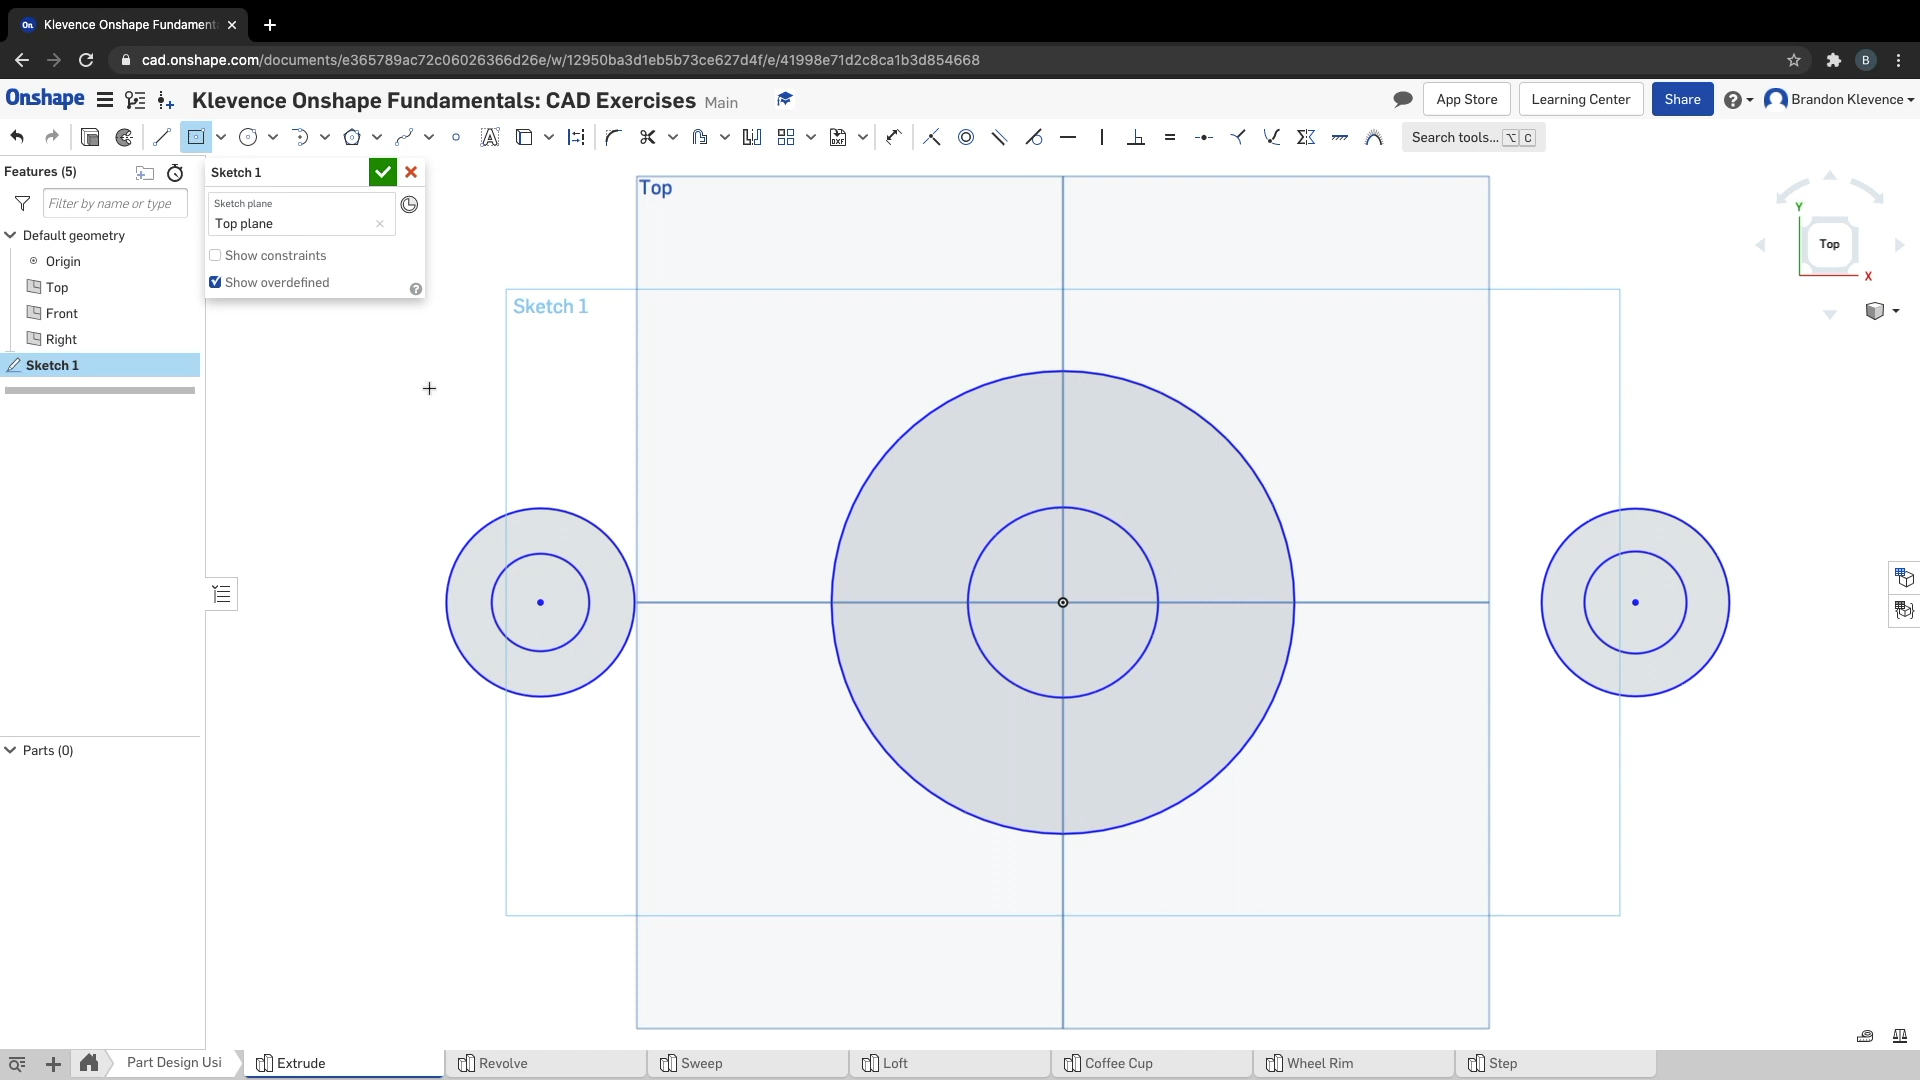 On Klevence Onshape Fundament
cad.onshape.com/documents/e365789ac72c06026366d26e/w/12950ba3d1eb5b73ce627d4f/e/41998e71d2c8ca1b3d854668
B
Onshape Klevence Onshape Fundamentals: CAD Exercises Main App Store Learning Center Share Brandon Klevence
DXF Search tools... ⌥ C
Features (5)
Filter by name or type
Default geometry
Origin
Top
Front
Right
Sketch 1
Sketch 1
Sketch plane
Top plane
Show constraints
Show overdefined
Top
Sketch 1
Y
Top
X
Parts (0)
Part Design Usi Extrude Revolve Sweep Loft Coffee Cup Wheel Rim Step